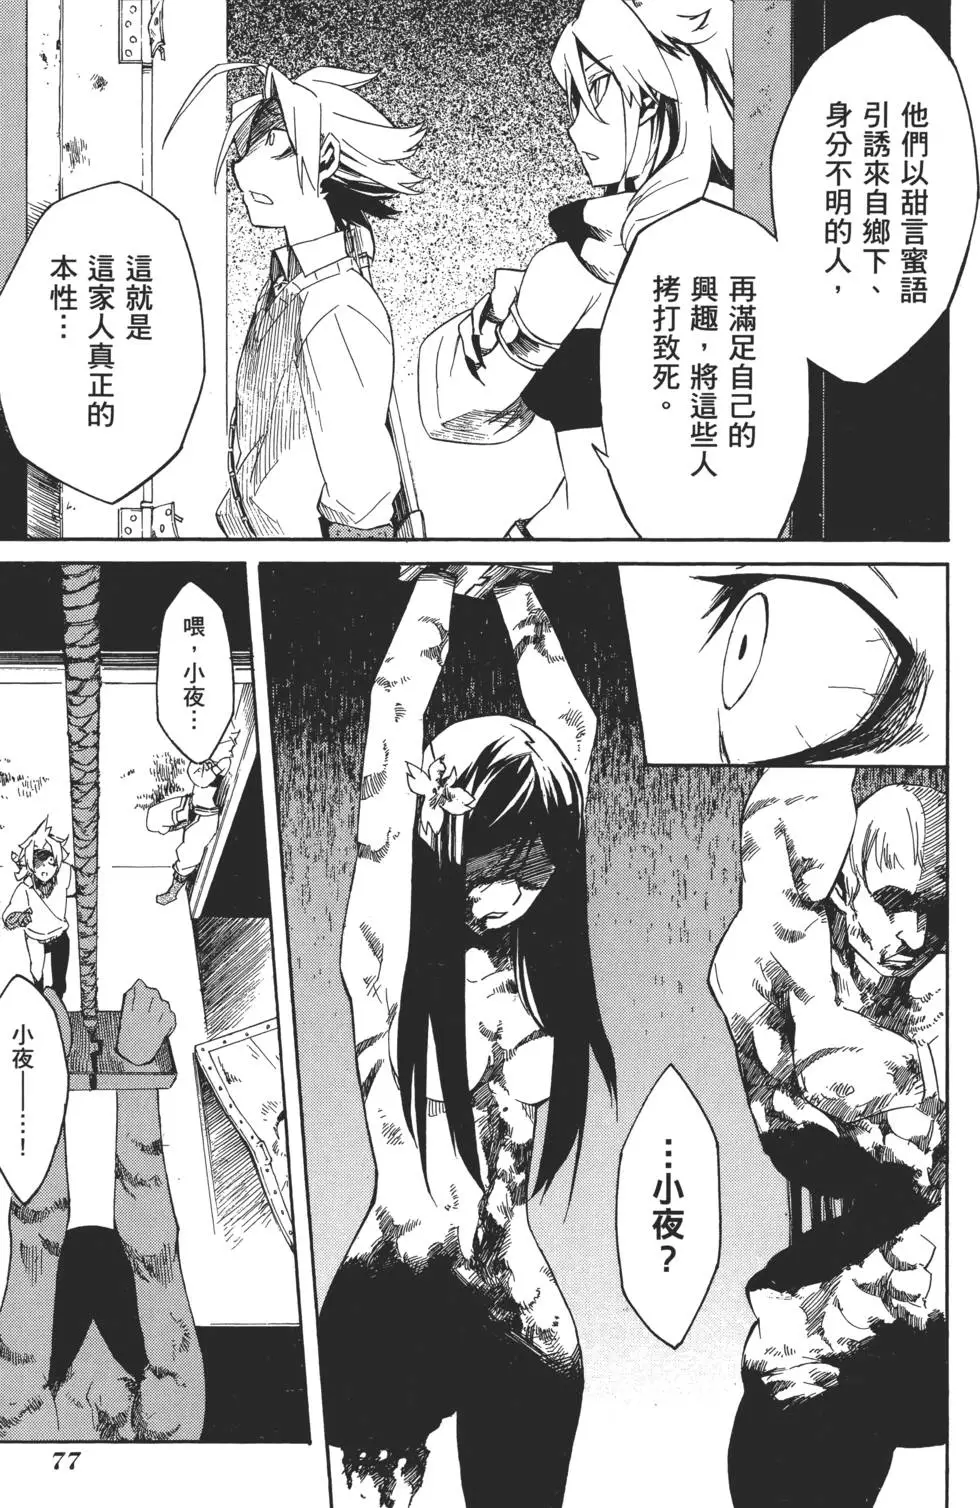 他們以甜言蜜語
引誘來自鄉下、
身分不明的人，
再滿足自己的
興趣，將這些人
拷打致死。
這就是
這家人真正的
本性…
…小夜？
喂，小夜…
小夜——…！
77